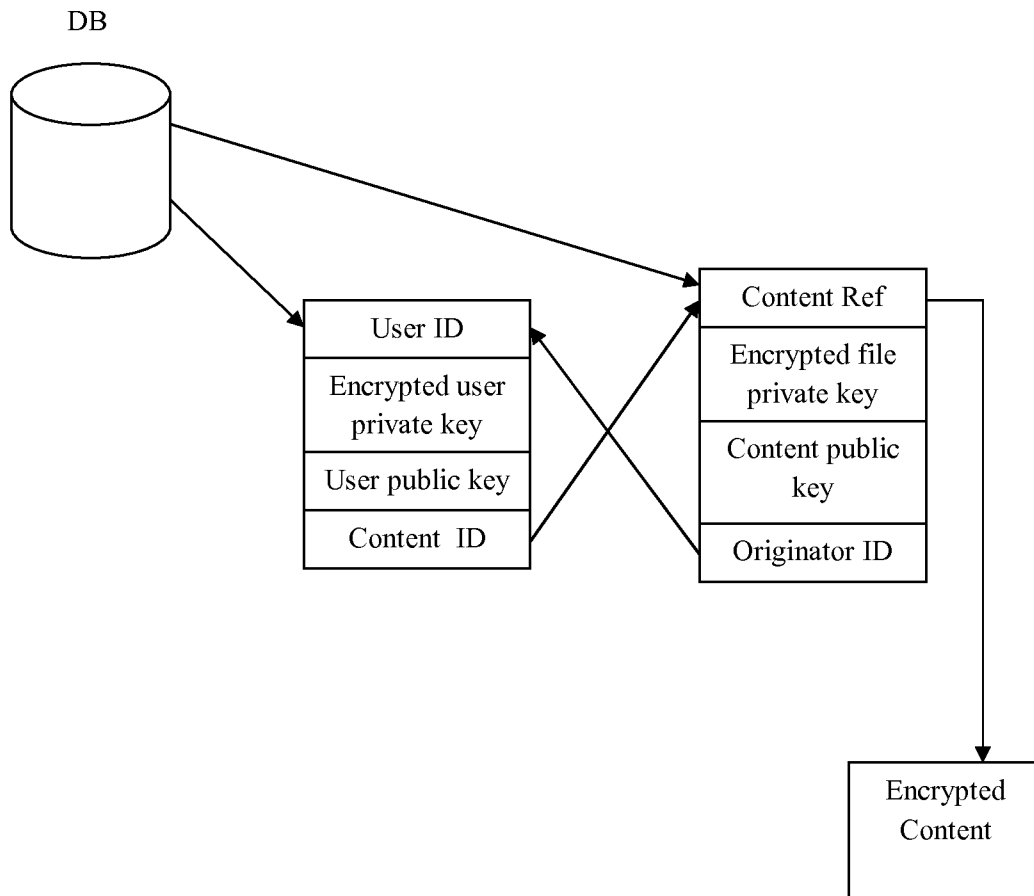 DB
User ID
Encrypted user
private key
User public key
Content ID
Content Ref
Encrypted file
private key
Content public
key
Originator ID
Encrypted
Content